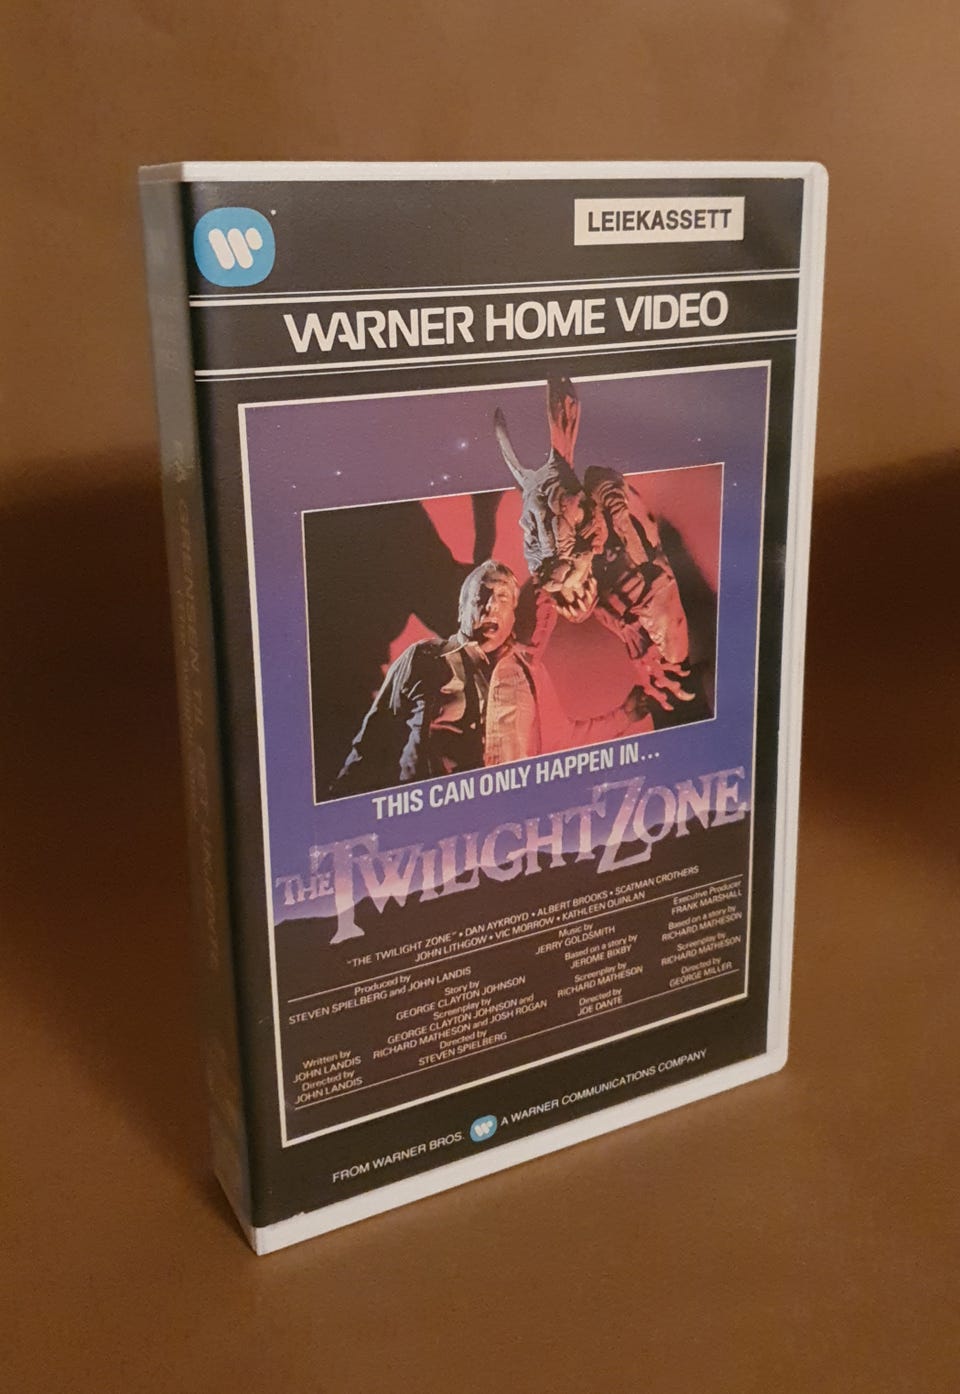 LEIEKASSETT
WARNER HOME VIDEO
THIS CAN ONLY HAPPEN IN...
THE TWILIGHT ZONE
"THE TWILIGHT ZONE" • DAN AYKROYD • ALBERT BROOKS • SCATMAN CROTHERS
JOHN LITHGOW • VIC MORROW • KATHLEEN QUINLAN
Produced by
STEVEN SPIELBERG and JOHN LANDIS
Music by
JERRY GOLDSMITH
Executive Producer
FRANK MARSHALL
Written by
JOHN LANDIS
Directed by
JOHN LANDIS
Story by
GEORGE CLAYTON JOHNSON
Screenplay by
GEORGE CLAYTON JOHNSON and
RICHARD MATHESON and JOSH ROGAN
Directed by
STEVEN SPIELBERG
Based on a story by
JEROME BIXBY
Screenplay by
RICHARD MATHESON
Directed by
JOE DANTE
Based on a story by
RICHARD MATHESON
Screenplay by
RICHARD MATHESON
Directed by
GEORGE MILLER
FROM WARNER BROS. A WARNER COMMUNICATIONS COMPANY
GRENSEN TIL DET UKJENTE